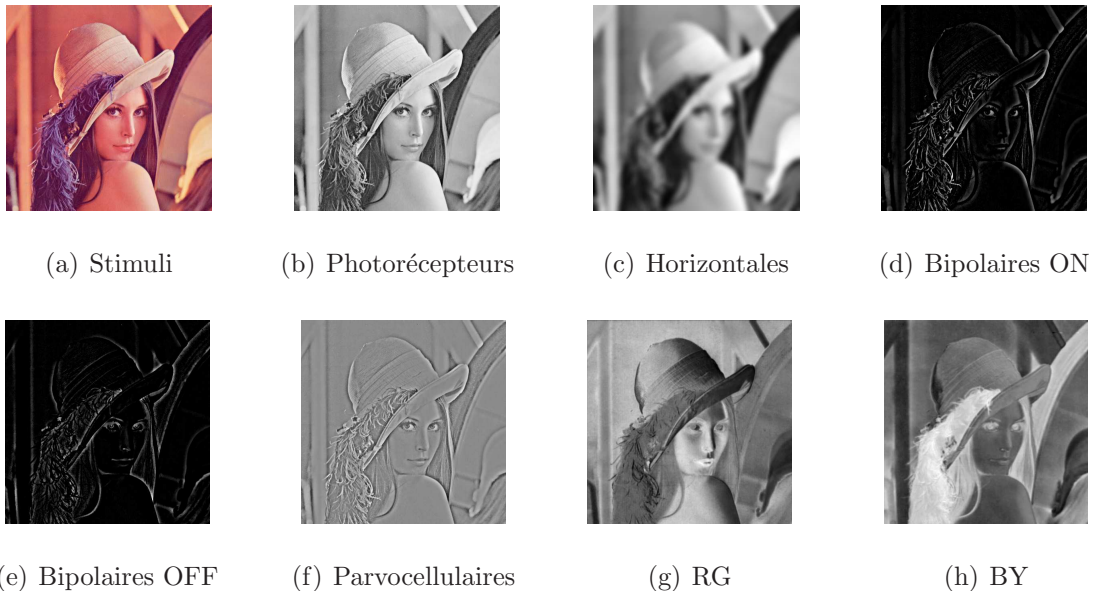 (a) Stimuli
(b) Photorécepteurs
(c) Horizontales
(d) Bipolaires ON
(e) Bipolaires OFF
(f) Parvocellulaires
(g) RG
(h) BY